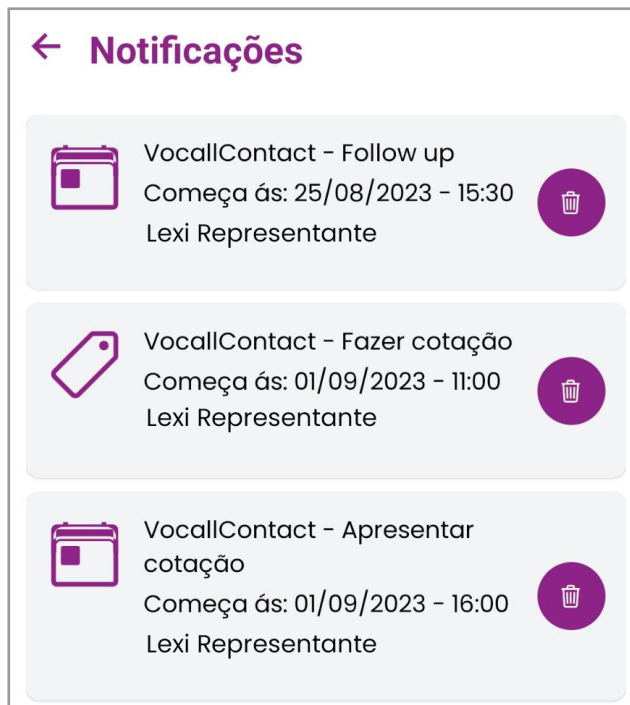 Notificações
VocallContact - Follow up
Começa ás: 25/08/2023 - 15:30
Lexi Representante
VocallContact - Fazer cotação
Começa ás: 01/09/2023 - 11:00
Lexi Representante
VocallContact - Apresentar
cotação
Começa ás: 01/09/2023 - 16:00
Lexi Representante